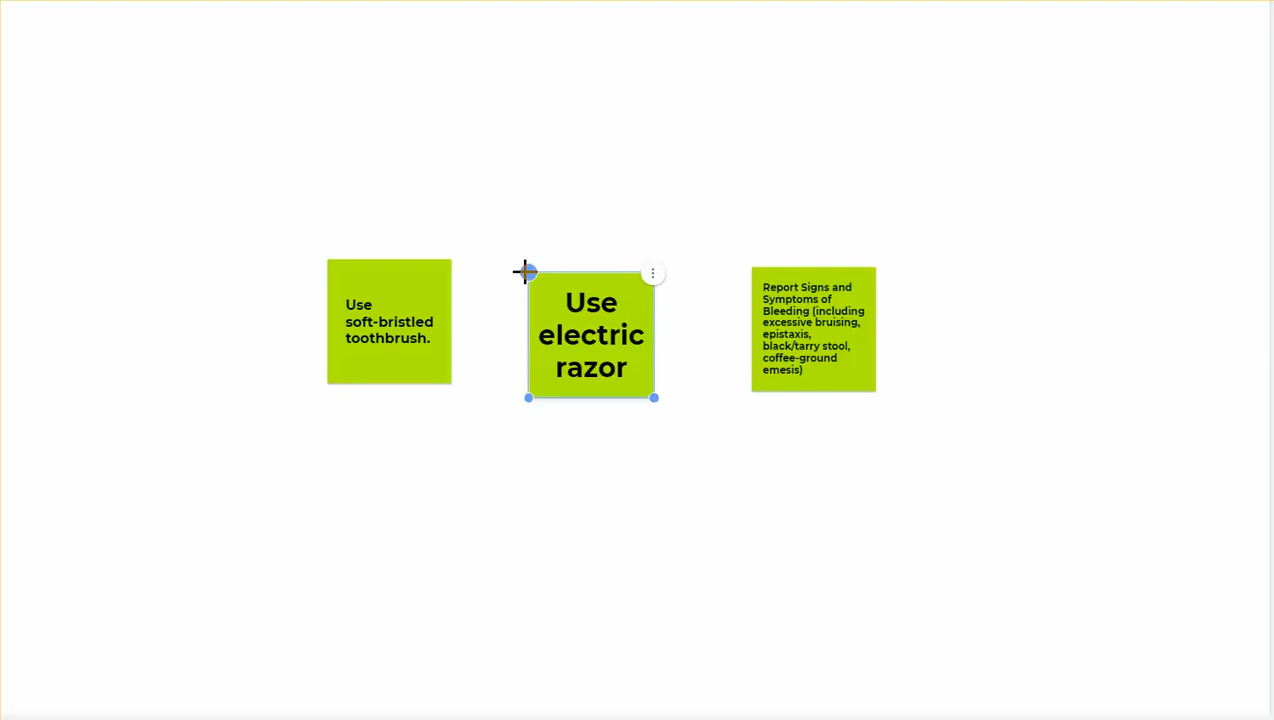 Use
soft-bristled
toothbrush.
Use
electric
razor
Report Signs and
Symptoms of
Bleeding (including
excessive bruising,
epistaxis,
black/tarry stool,
coffee-ground
emesis)